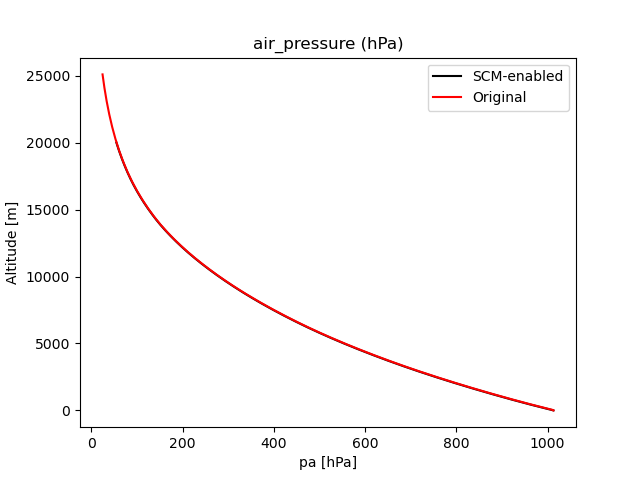 air_pressure (hPa)
SCM-enabled
Original
25000
20000
15000
10000
5000
0
Altitude [m]
0 200 400 600 800 1000
pa [hPa]